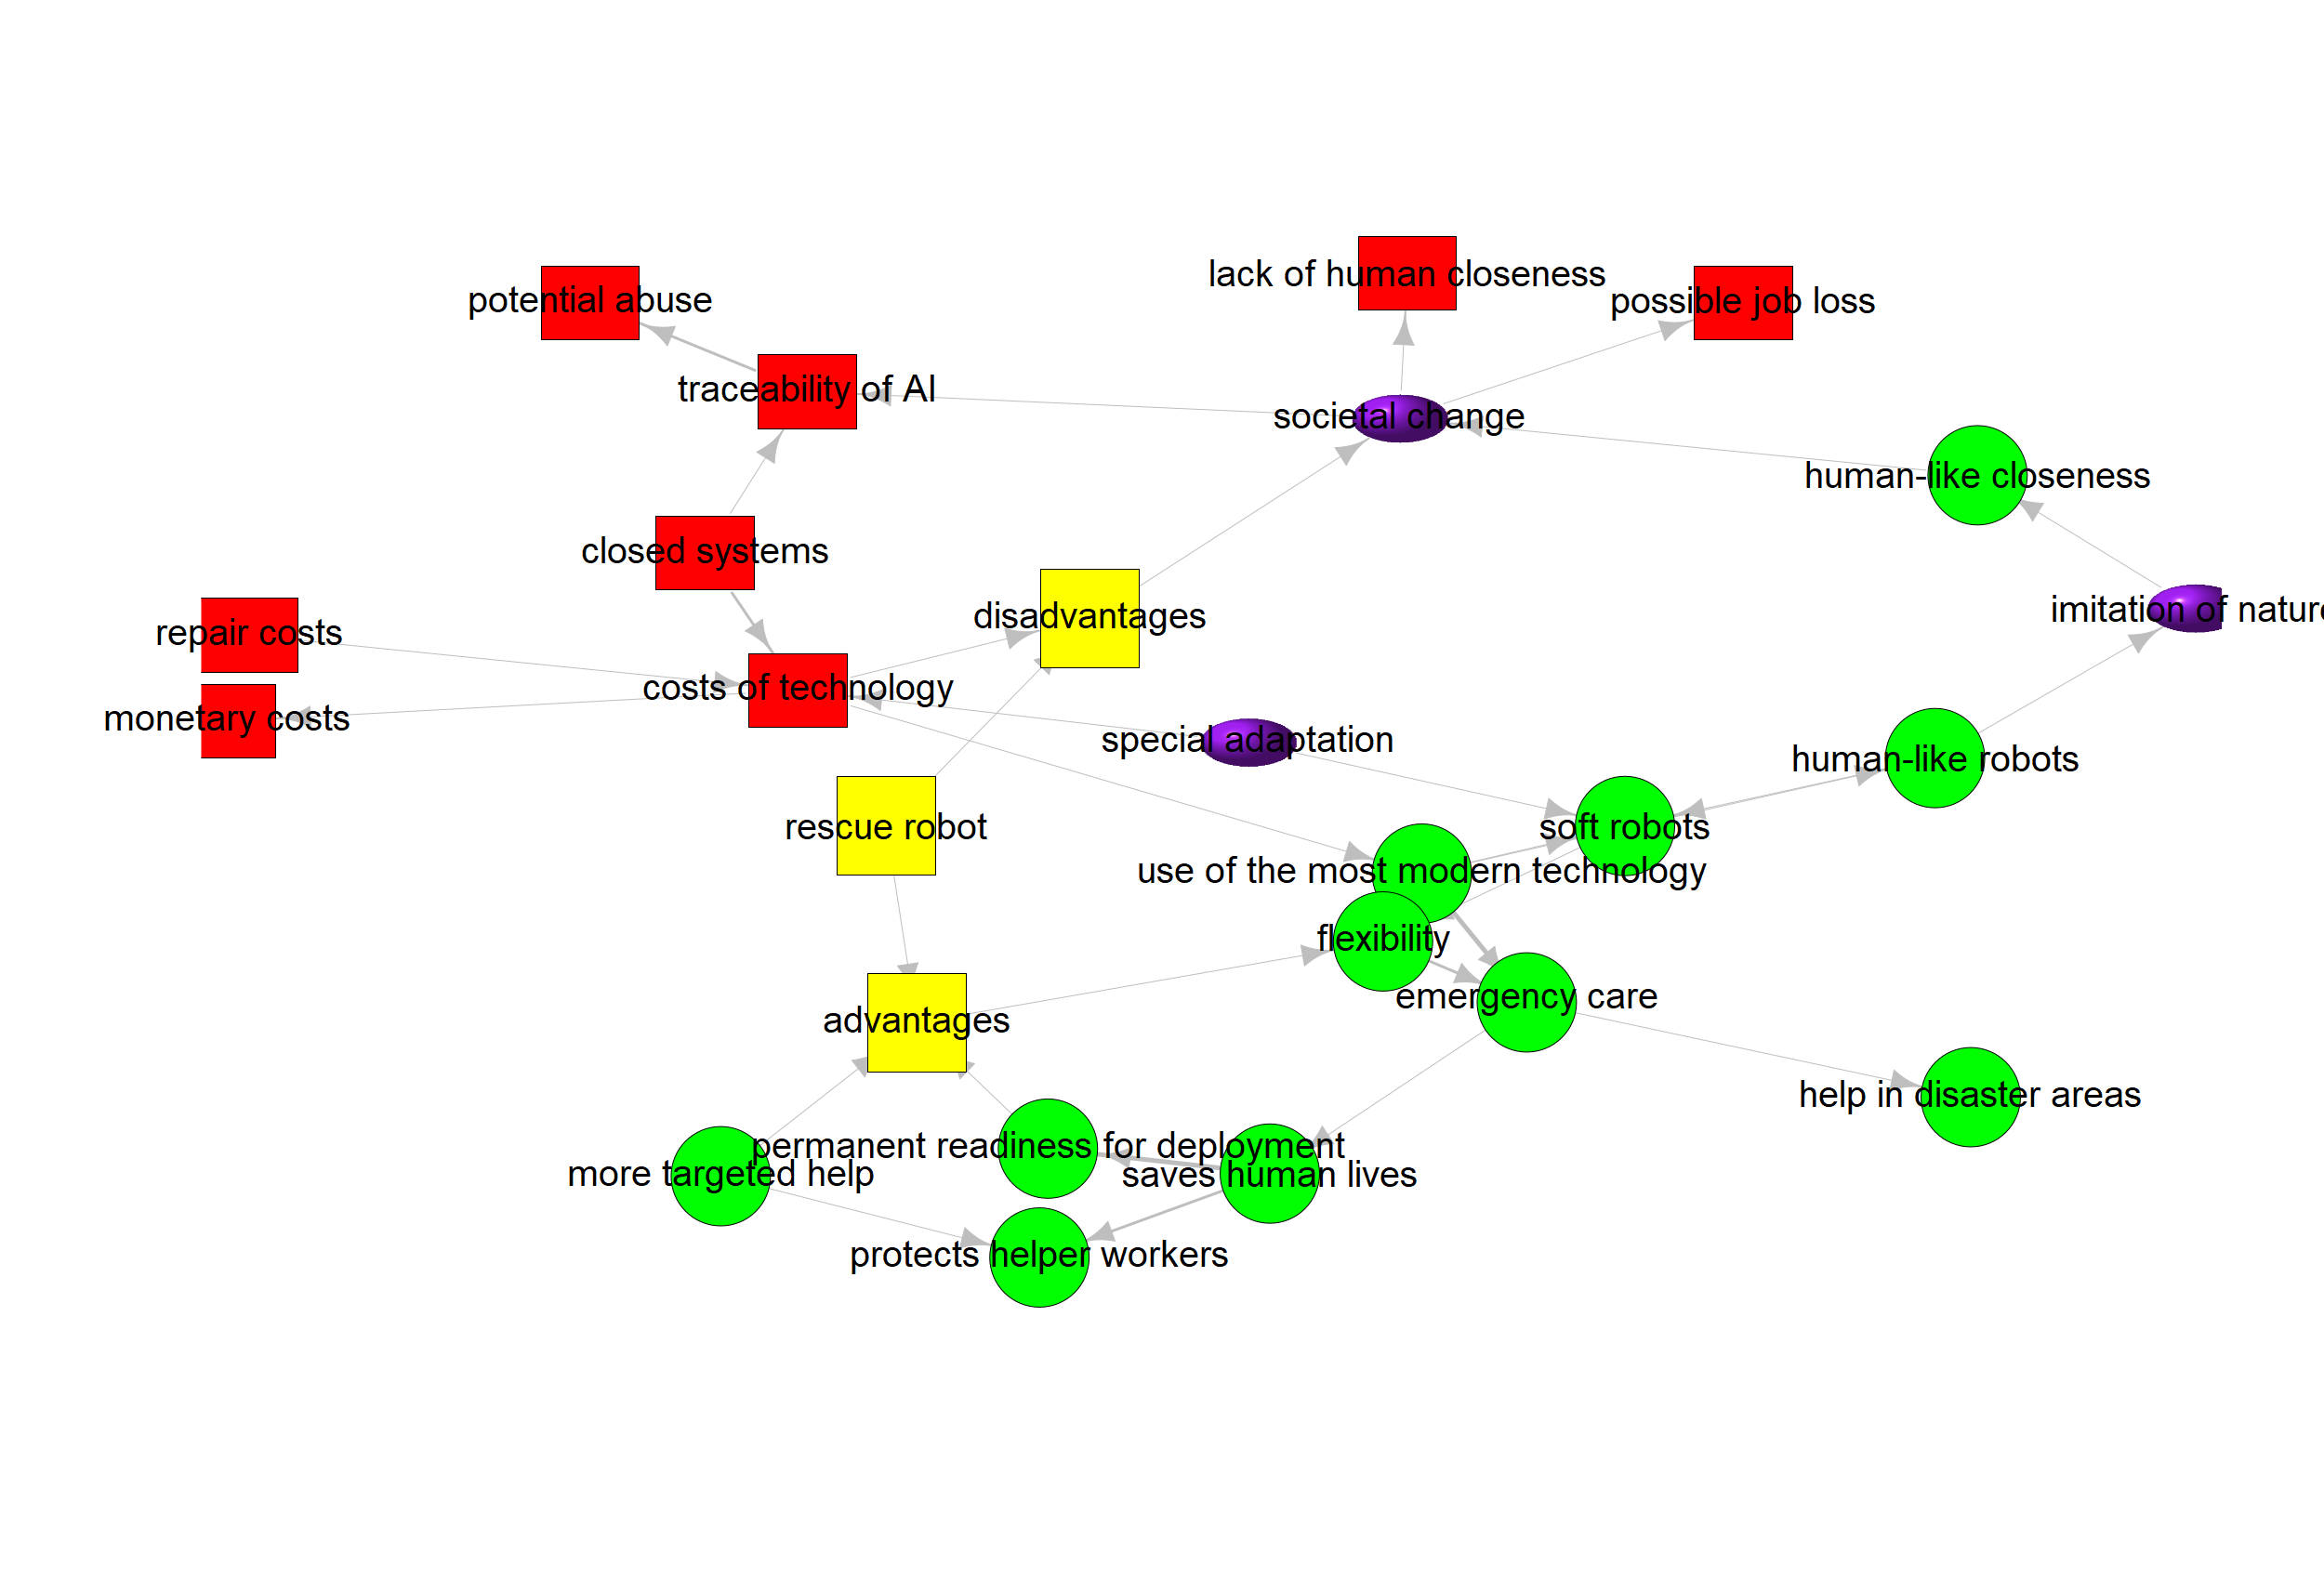 lack of human closeness
potential abuse
possible job loss
traceability of AI
societal change
human-like closeness
closed systems
imitation of nature
disadvantages
repair costs
costs of technology
monetary costs
special adaptation
human-like robots
rescue robot
soft robots
use of the most modern technology
flexibility
emergency care
advantages
help in disaster areas
permanent readiness for deployment
more targeted help
saves human lives
protects helper workers